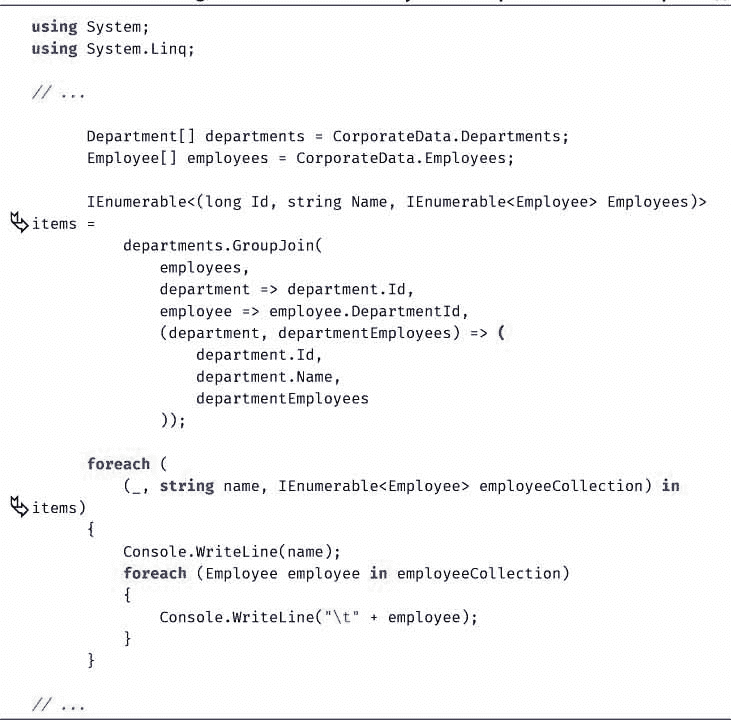 using System;
using System.Linq;
// ...
Department[] departments = CorporateData.Departments;
Employee[] employees = CorporateData.Employees;
IEnumerable<(long Id, string Name, IEnumerable<Employee> Employees)>
items =
departments.GroupJoin(
employees,
department => department.Id,
employee => employee.DepartmentId,
(department, departmentEmployees) => (
department.Id,
department.Name,
departmentEmployees
));
foreach (
(_, string name, IEnumerable<Employee> employeeCollection) in
items)
{
Console.WriteLine(name);
foreach (Employee employee in employeeCollection)
{
Console.WriteLine("\t" + employee);
}
}
// ...